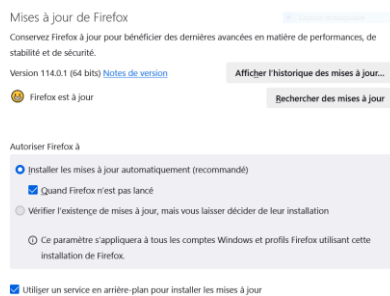 Mises à jour de Firefox
Conservez Firefox à jour pour bénéficier des dernières avancées en matière de performances, de
stabilité et de sécurité.
Version 114.0.1 (64 bits) Notes de version
Afficher l'historique des mises à jour...
Firefox est à jour
Rechercher des mises à jour
Autoriser Firefox à
Installer les mises à jour automatiquement (recommandé)
Quand Firefox n'est pas lancé
Vérifier l'existence de mises à jour, mais vous laisser décider de leur installation
Ce paramètre s'appliquera à tous les comptes Windows et profils Firefox utilisant cette
installation de Firefox.
Utiliser un service en arrière-plan pour installer les mises à jour